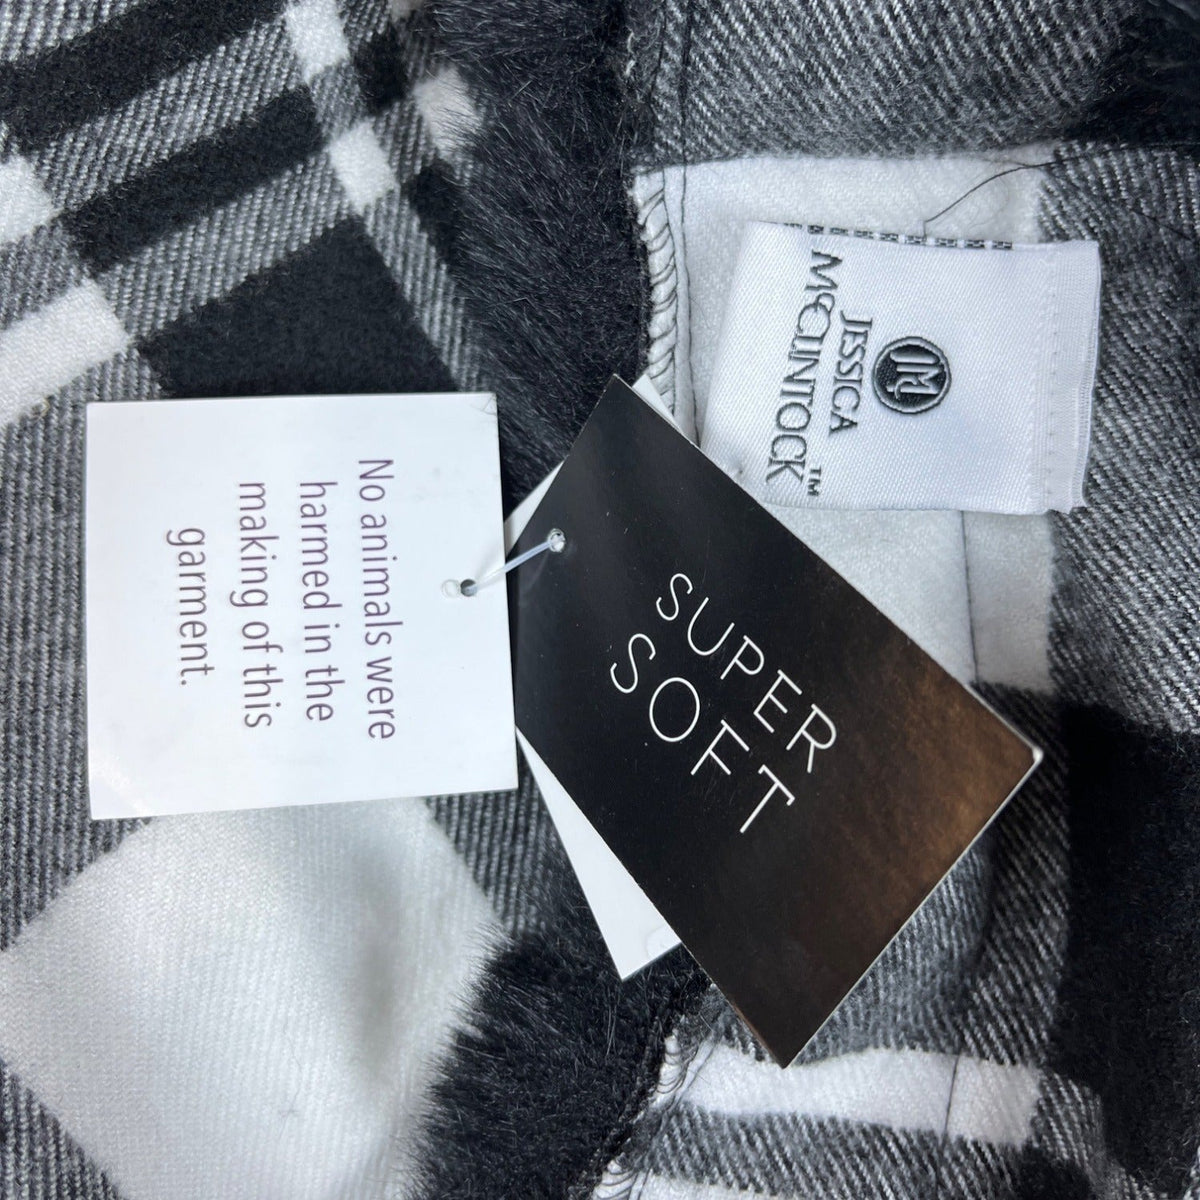 No animals were
harmed in the
making of this
garment.
SUPER
SOFT
JM
JESSICA
McCLINTOCK™